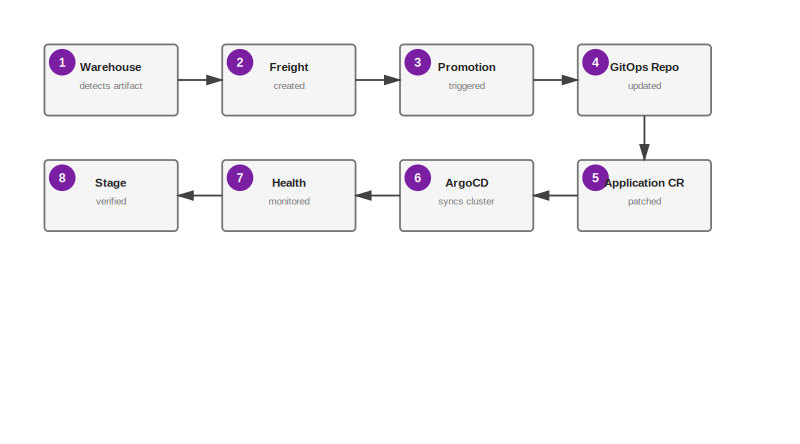 1
Warehouse
detects artifact
2
Freight
created
3
Promotion
triggered
4
GitOps Repo
updated
5
Application CR
patched
6
ArgoCD
syncs cluster
7
Health
monitored
8
Stage
verified